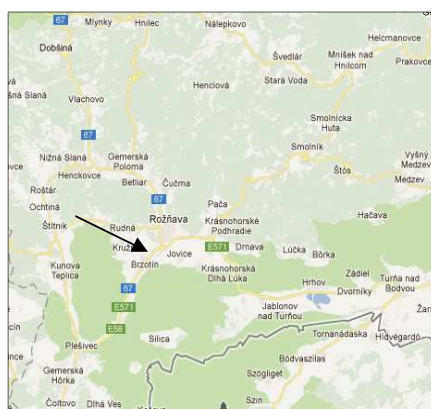 67
Mlynky
Hnilec
Nálepkovo
Dobšiná
Helcmanovce
Švedlár
Mníšek nad
Hnilcom
Prakovce
Stará Voda
Henclová
Vlachovo
Smolnícka
Huta
67
Smolník
Nižná Slaná
Gemerská
Poloma
Vyšný
Medzev
Štós
Medzev
Henckovce
Betliar
Čučma
Roštár
67
Ochtiná
Pača
Rožňava
Hačava
Štítnik
Rudná
Krásnohorské
Podhradie
E571
Drnava
Lúčka
Bôrka
Jovice
Brzotín
Kunova
Teplica
Krásnohorská
Dlhá Lúka
Zádiel
Hrhov
Dvorníky
Turňa nad
Bodvou
67
E571
Jablonov
nad Turňou
E58
Tornanádaska
Hidvégardó
Silica
Plešivec
Bódvaszilas
Gemerská
Hôrka
Szögliget
Čoltovo
Dlhá Ves
Szin